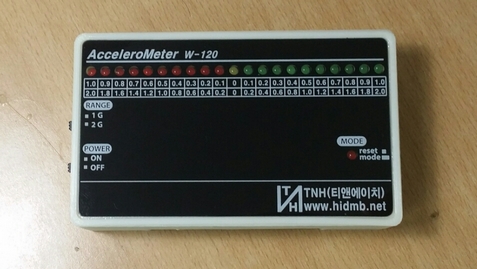 AcceleroMeter W-120
1.0 0.9 0.8 0.7 0.6 0.5 0.4 0.3 0.2 0.1 0 0.1 0.2 0.3 0.4 0.5 0.6 0.7 0.8 0.9 1.0
2.0 1.8 1.6 1.4 1.2 1.0 0.8 0.6 0.4 0.2 0 0.2 0.4 0.6 0.8 1.0 1.2 1.4 1.6 1.8 2.0
RANGE
1 G
2 G
POWER
ON
OFF
MODE
reset
mode
TNH
TNH(티앤에이치)
www.hidmb.net